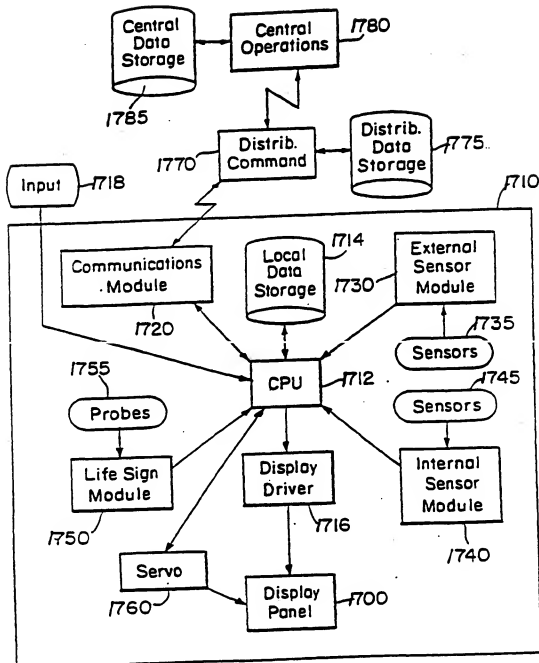 Central
Data
Storage
1785
Central
Operations
1780
1770
Distrib.
Command
Distrib.
Data
Storage
1775
Input
1718
1710
Communications
Module
1720
Local
Data
Storage
1714
External
Sensor
Module
1730
Sensors
1735
CPU
1712
Sensors
1745
1755
Probes
Life Sign
Module
1750
Display
Driver
1716
Internal
Sensor
Module
1740
Servo
1760
Display
Panel
1700